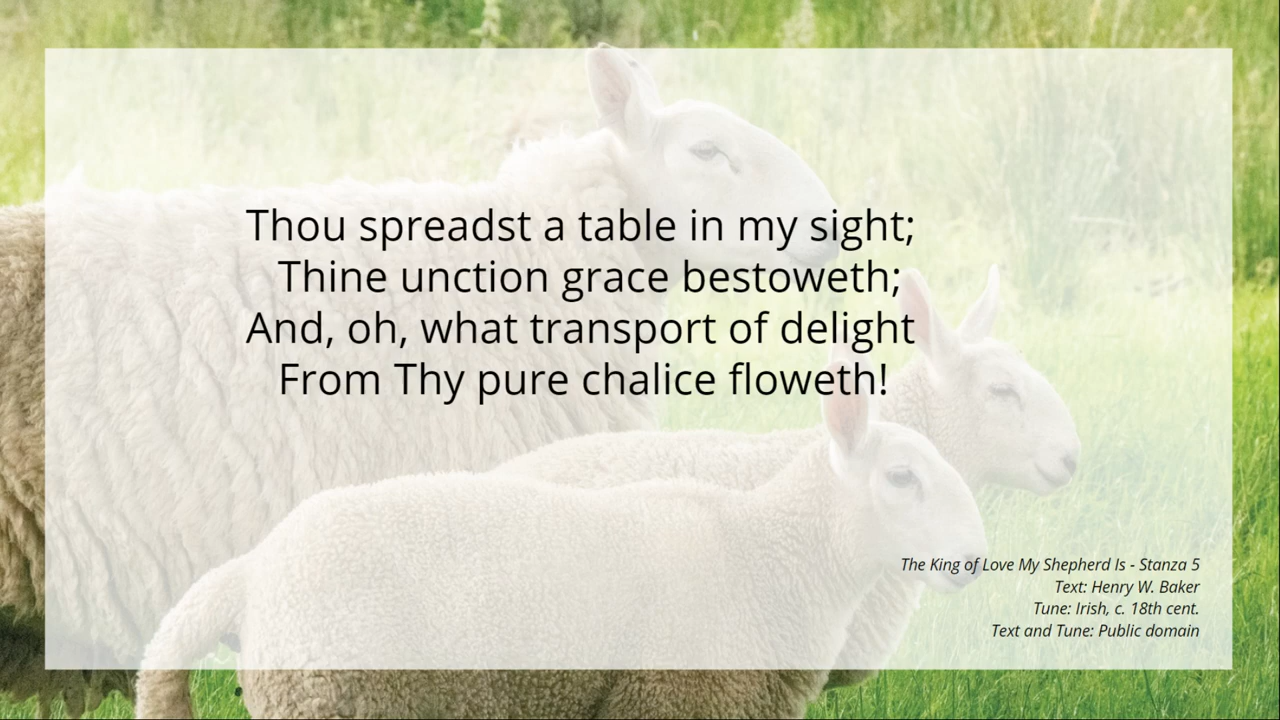 Thou spreadst a table in my sight;
Thine unction grace bestoweth;
And, oh, what transport of delight
From Thy pure chalice floweth!
The King of Love My Shepherd Is - Stanza 5
Text: Henry W. Baker
Tune: Irish, c. 18th cent.
Text and Tune: Public domain